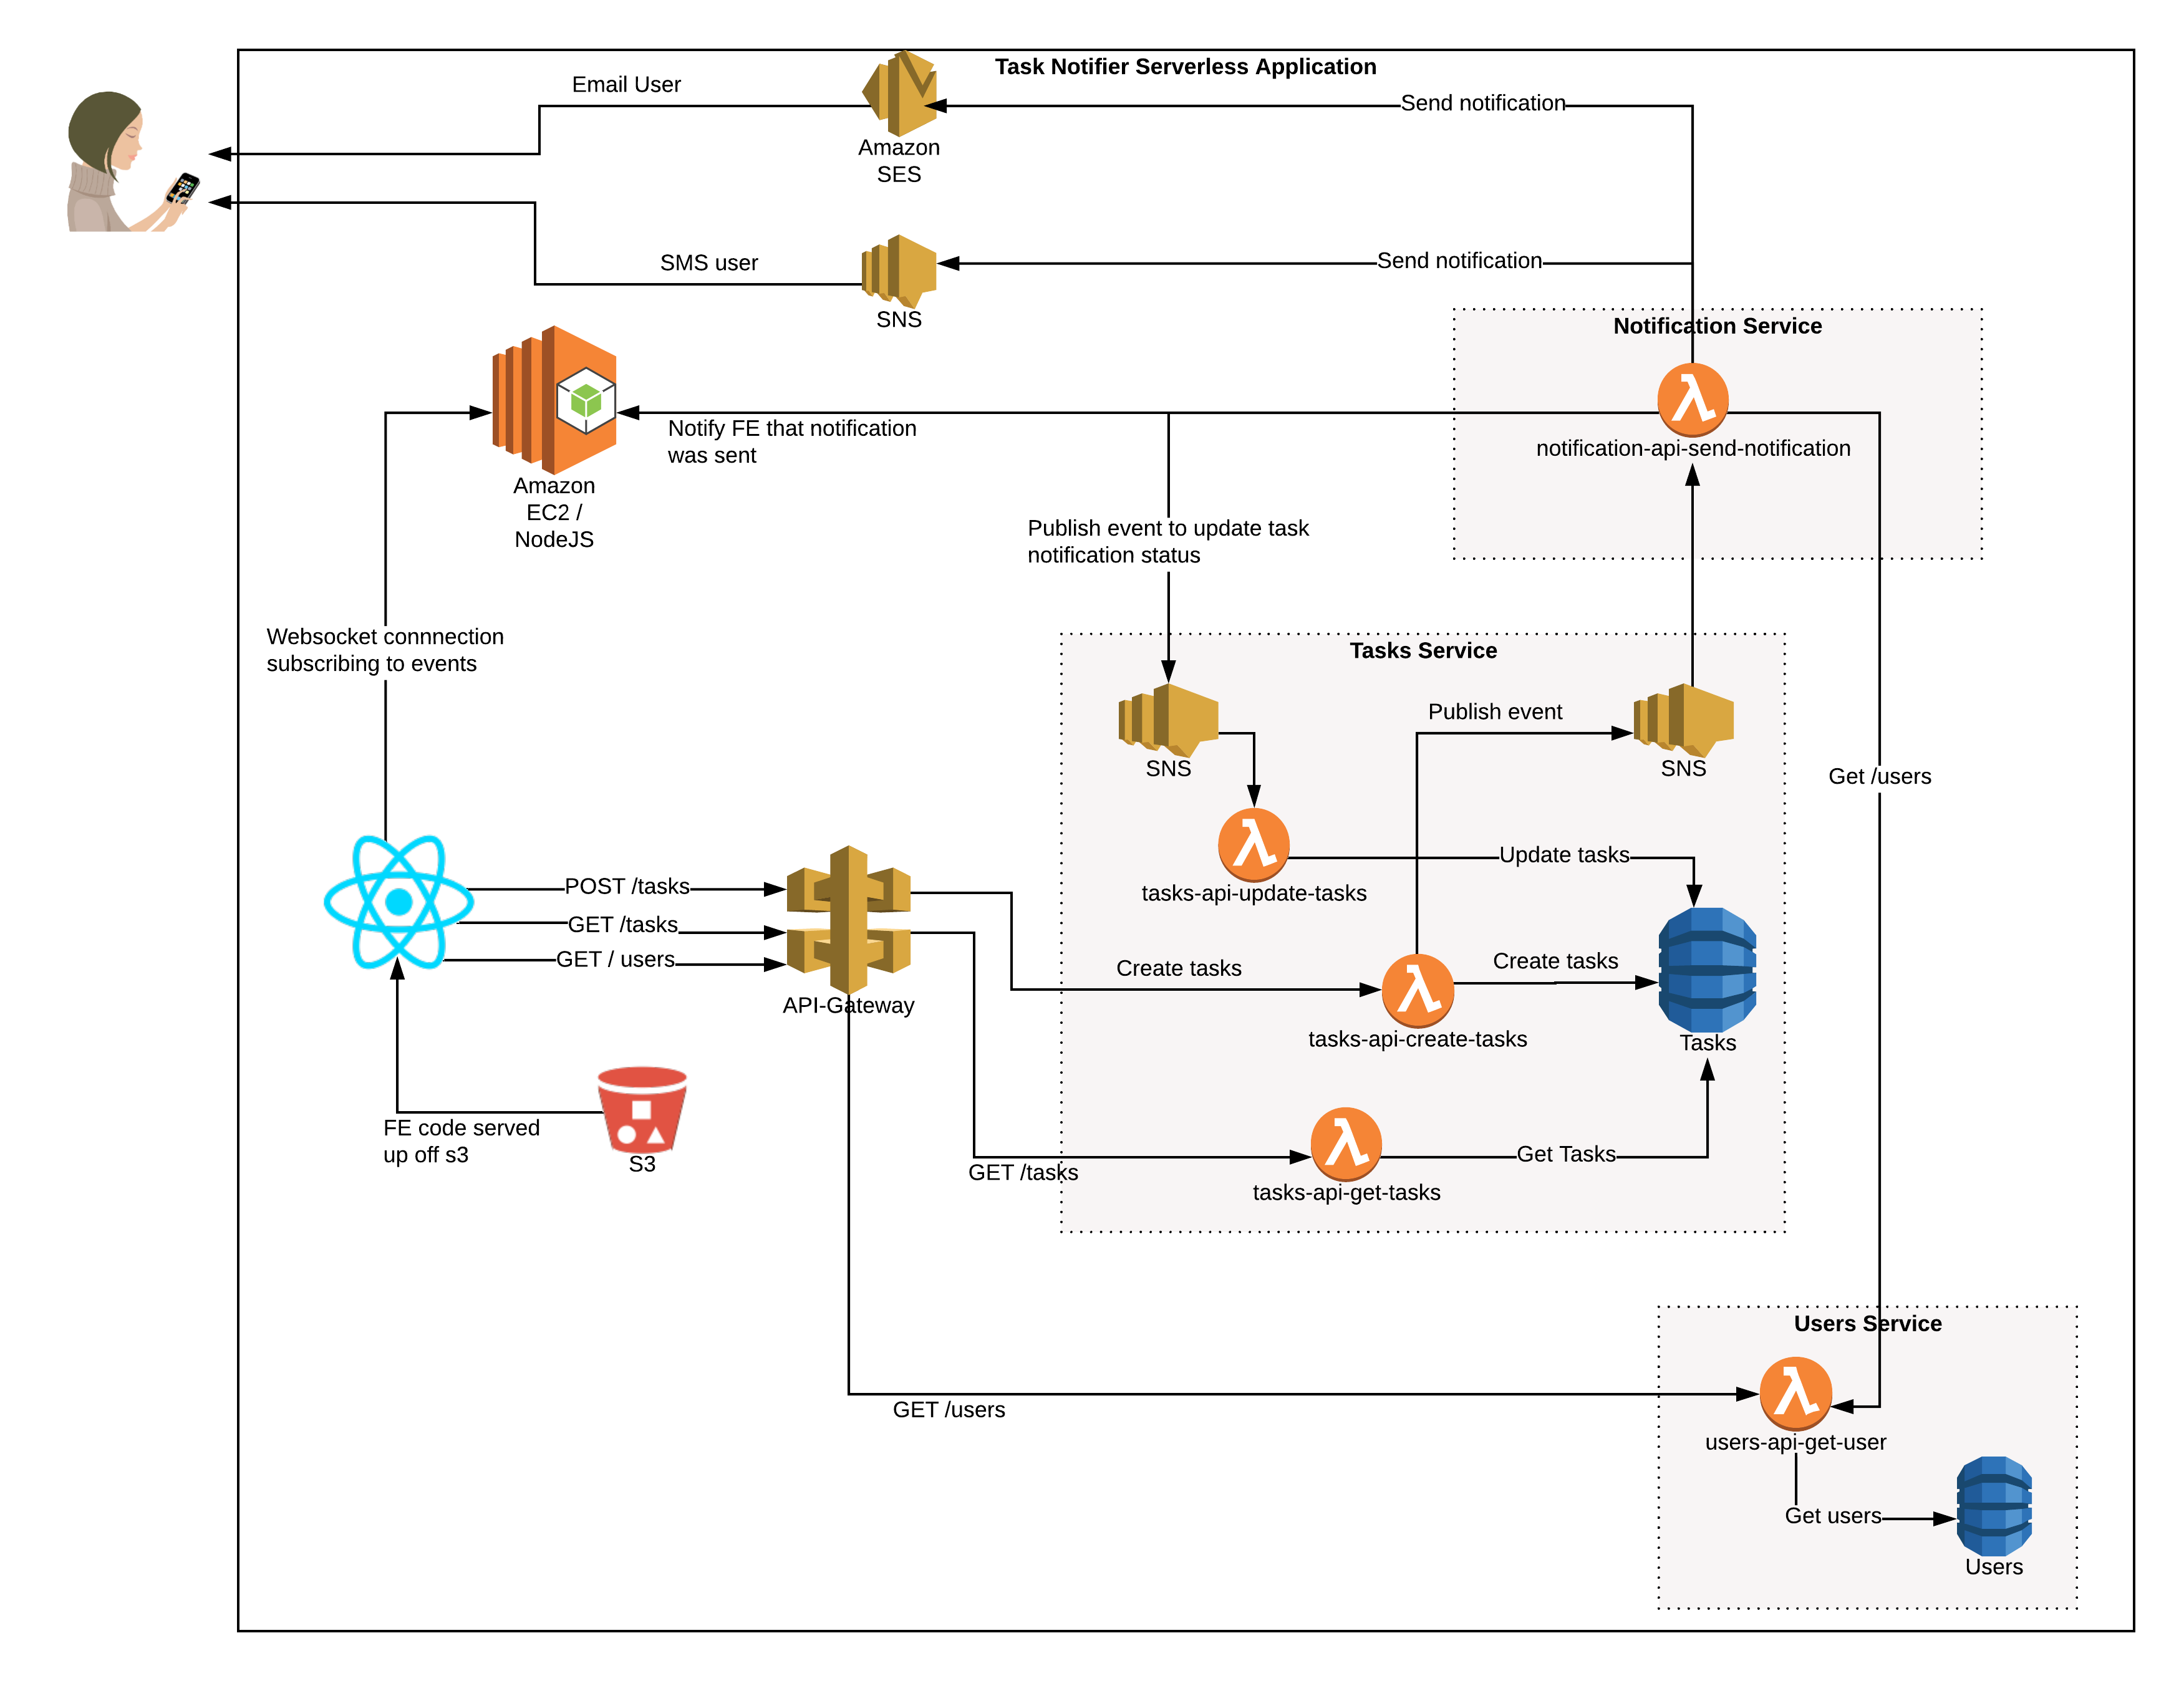 Task Notifier Serverless Application
Email User
Send notification
Amazon
SES
SMS user
Send notification
SNS
Notification Service
notification-api-send-notification
Notify FE that notification
was sent
Amazon
EC2 /
NodeJS
Publish event to update task
notification status
Websocket connnection
subscribing to events
Tasks Service
Publish event
SNS
SNS
Get /users
Update tasks
tasks-api-update-tasks
POST /tasks
GET /tasks
GET / users
API-Gateway
Create tasks
Create tasks
tasks-api-create-tasks
Tasks
FE code served
up off s3
S3
GET /tasks
Get Tasks
tasks-api-get-tasks
Users Service
GET /users
users-api-get-user
Get users
Users